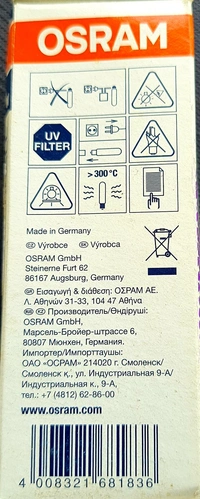 OSRAM
UV
FILTER
>300°C
Made in Germany
CZ Výrobce SK Výrobca
OSRAM GmbH
Steinerne Furt 62
86167 Augsburg, Germany
GR Εισαγωγή & διάθεση: ΟΣΡΑΜ ΑΕ.
Λ. Αθηνών 31-33, 104 47 Αθήνα
Производитель/Өндіруші:
OSRAM GmbH,
Марсель-Бройер-штрассе 6,
80807 Мюнхен, Германия.
Импортер/Импорттаушы:
ОАО «ОСРАМ» 214020 г. Смоленск/
Смоленск қ., ул. Индустриальная 9-А/
Индустриальная к., 9-А,
тел.: +7 (4812) 62-86-00
www.osram.com
4 008321 681836